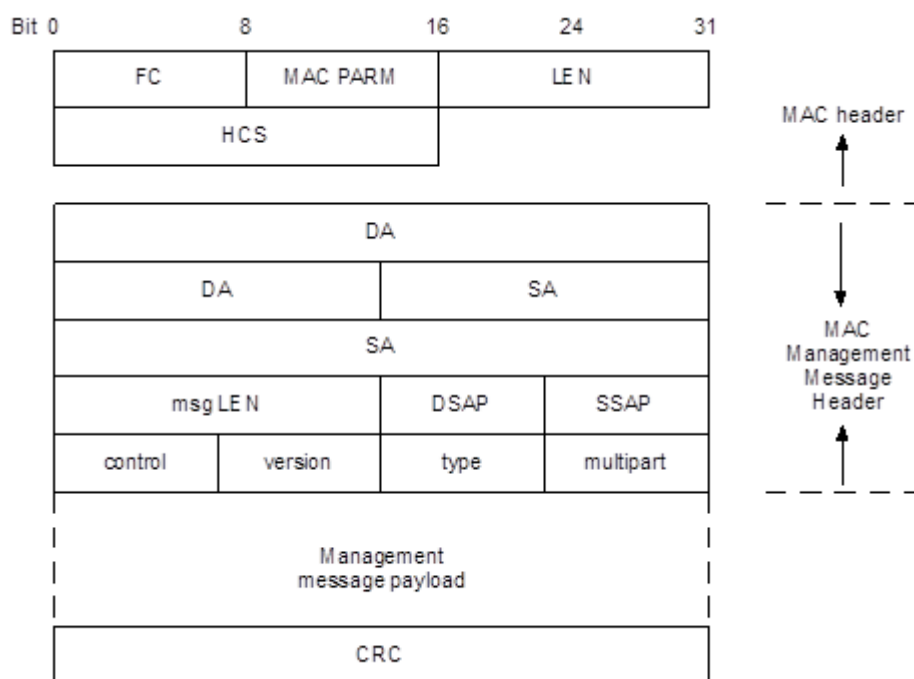 Bit 0 8 16 24 31
FC MAC PARM LEN
HCS
MAC header
DA
DA SA
SA
msg LEN DSAP SSAP
control version type multipart
MAC
Management
Message
Header
Management
message payload
CRC